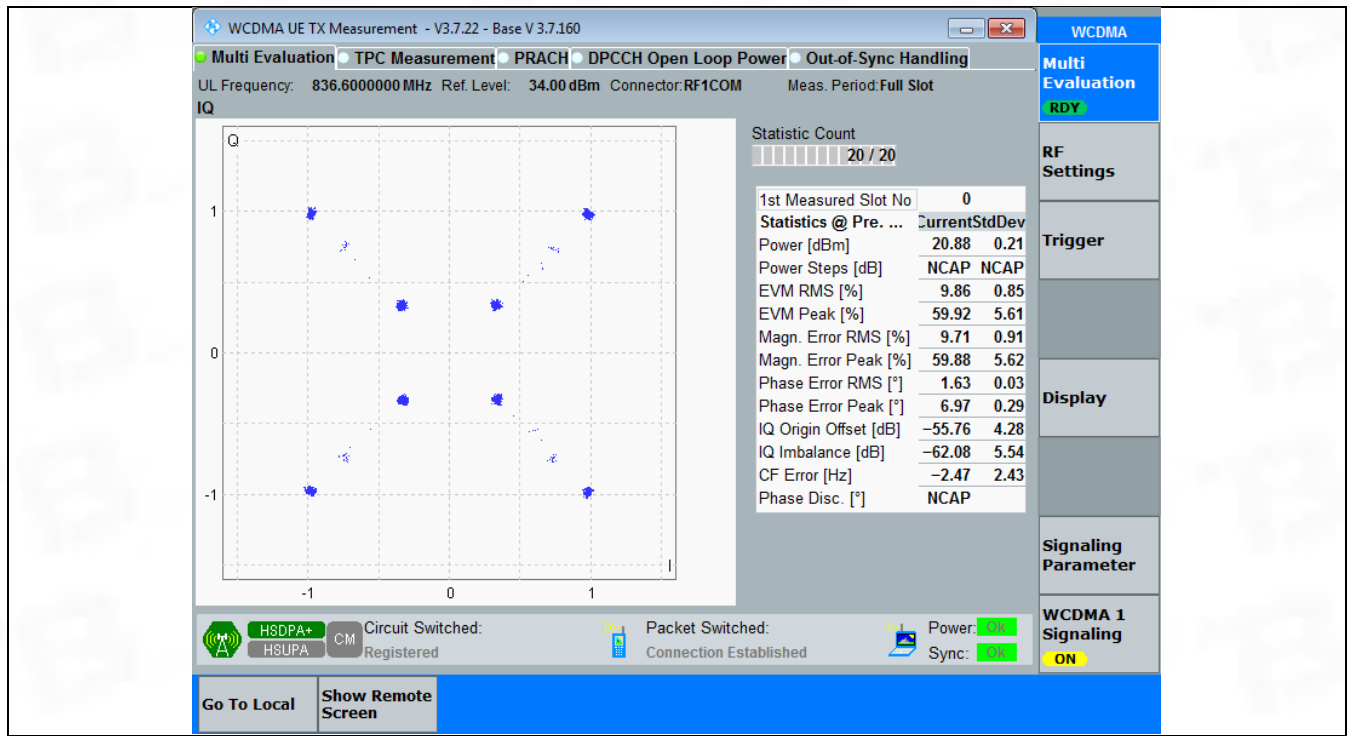 WCDMA UE TX Measurement - V3.7.22 - Base V 3.7.160
WCDMA
Multi Evaluation TPC Measurement PRACH DPCCH Open Loop Power Out-of-Sync Handling
UL Frequency: 836.6000000 MHz Ref. Level: 34.00 dBm Connector: RF1COM Meas. Period: Full Slot
IQ
Q
1
0
-1
I
-1 0 1
Statistic Count
20 / 20
1st Measured Slot No 0
Statistics @ Pre. ... Current StdDev
Power [dBm] 20.88 0.21
Power Steps [dB] NCAP NCAP
EVM RMS [%] 9.86 0.85
EVM Peak [%] 59.92 5.61
Magn. Error RMS [%] 9.71 0.91
Magn. Error Peak [%] 59.88 5.62
Phase Error RMS [°] 1.63 0.03
Phase Error Peak [°] 6.97 0.29
IQ Origin Offset [dB] −55.76 4.28
IQ Imbalance [dB] −62.08 5.54
CF Error [Hz] −2.47 2.43
Phase Disc. [°] NCAP
Multi
Evaluation
RDY
RF
Settings
Trigger
Display
Signaling
Parameter
WCDMA 1
Signaling
ON
HSDPA+
HSUPA
CM
Circuit Switched:
Registered
Packet Switched:
Connection Established
Power: Ok
Sync: Ok
Go To Local
Show Remote
Screen